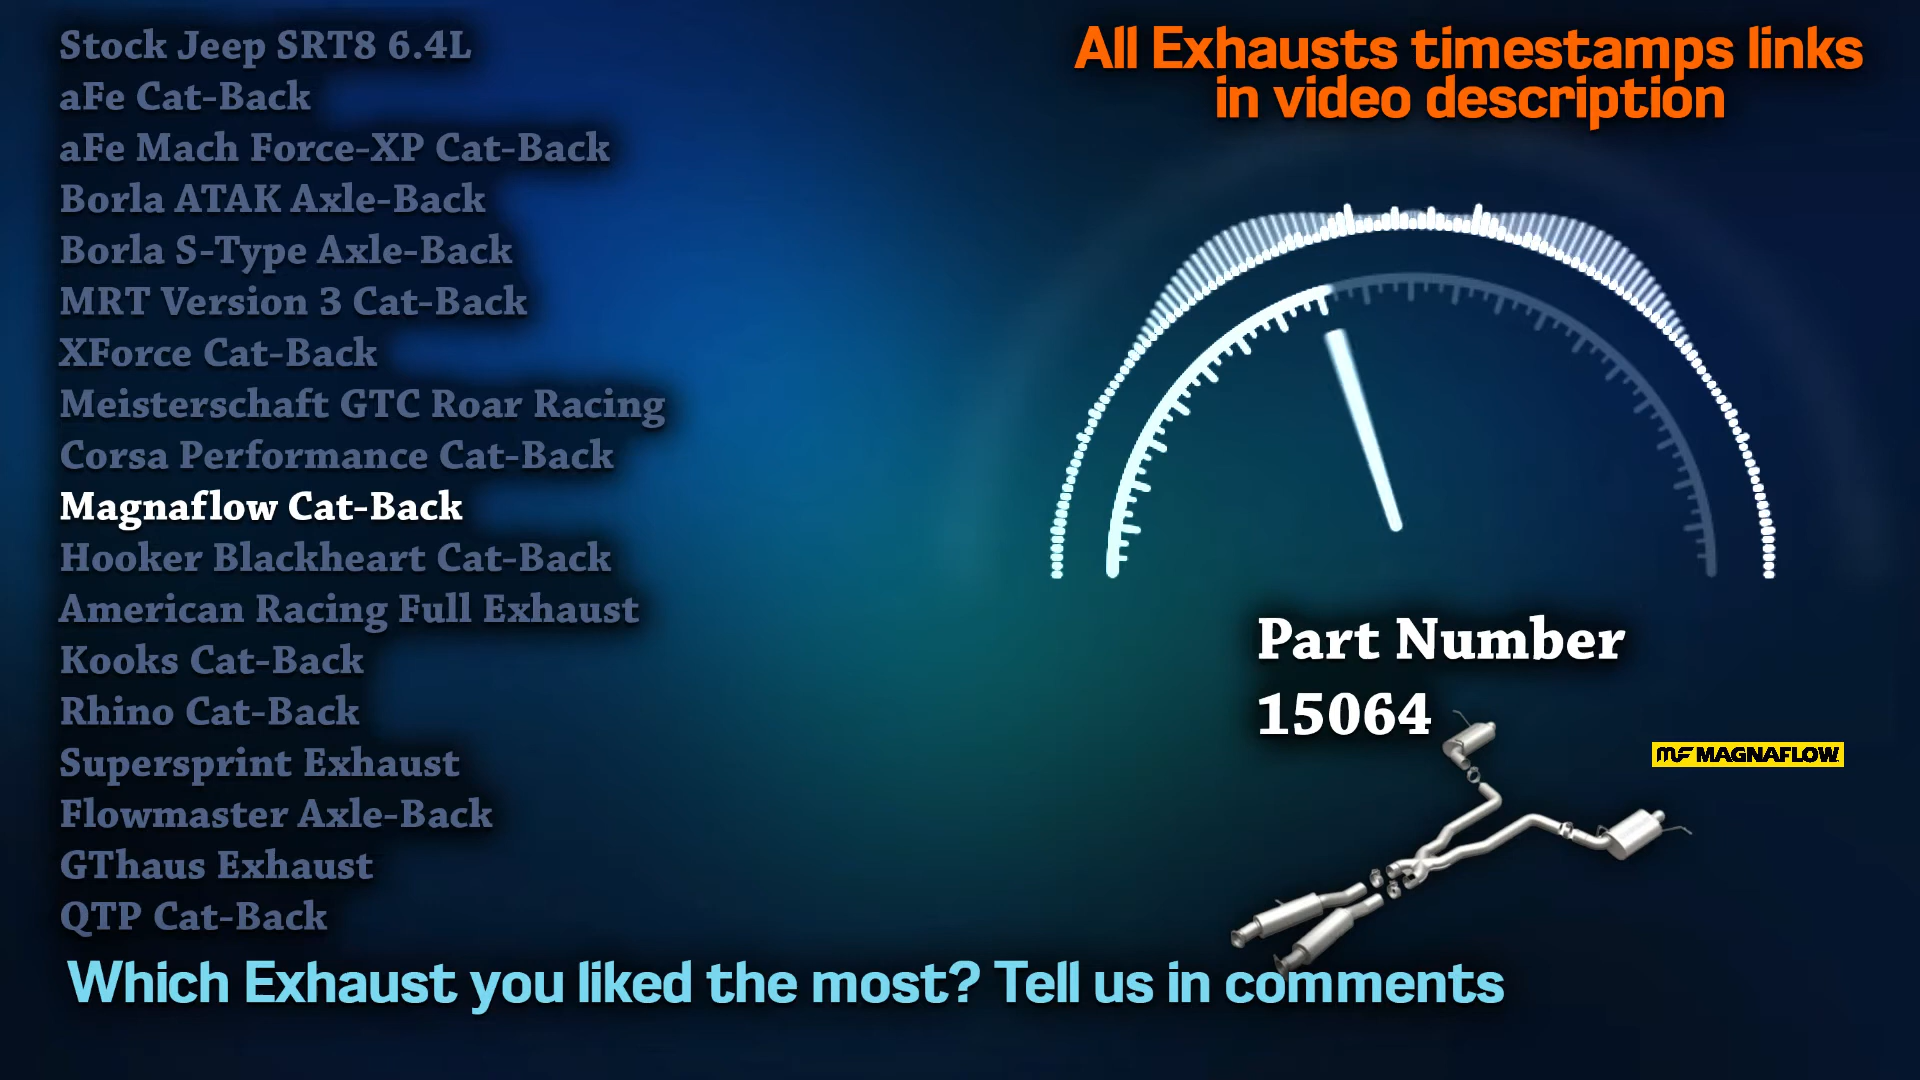 Stock Jeep SRT8 6.4L
aFe Cat-Back
aFe Mach Force-XP Cat-Back
Borla ATAK Axle-Back
Borla S-Type Axle-Back
MRT Version 3 Cat-Back
XForce Cat-Back
Meisterschaft GTC Roar Racing
Corsa Performance Cat-Back
Magnaflow Cat-Back
Hooker Blackheart Cat-Back
American Racing Full Exhaust
Kooks Cat-Back
Rhino Cat-Back
Supersprint Exhaust
Flowmaster Axle-Back
GThaus Exhaust
QTP Cat-Back
All Exhausts timestamps links
in video description
Part Number
15064
MF MAGNAFLOW
Which Exhaust you liked the most? Tell us in comments